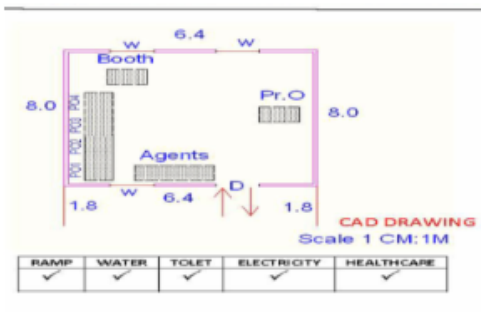 6.4
W W
Booth
8.0 PO4 PO3 PO2 PO1 Pr.O 8.0
Agents
W 6.4 D
1.8 1.8
CAD DRAWING
Scale 1 CM:1M
RAMP WATER TOLET ELECTRICITY HEALTHCARE
✓ ✓ ✓ ✓ ✓